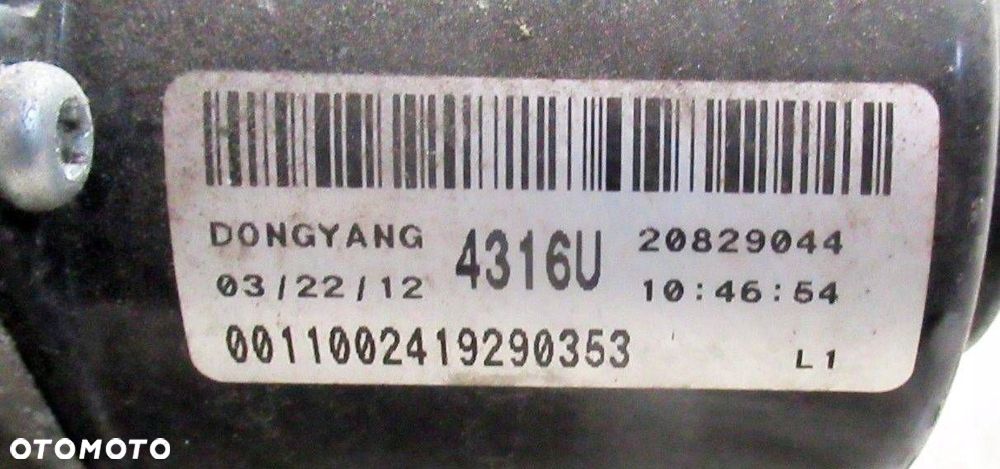 DONGYANG 4316U 20829044
03/22/12 10:46:54
0011002419290353 L1
OTOMOTO